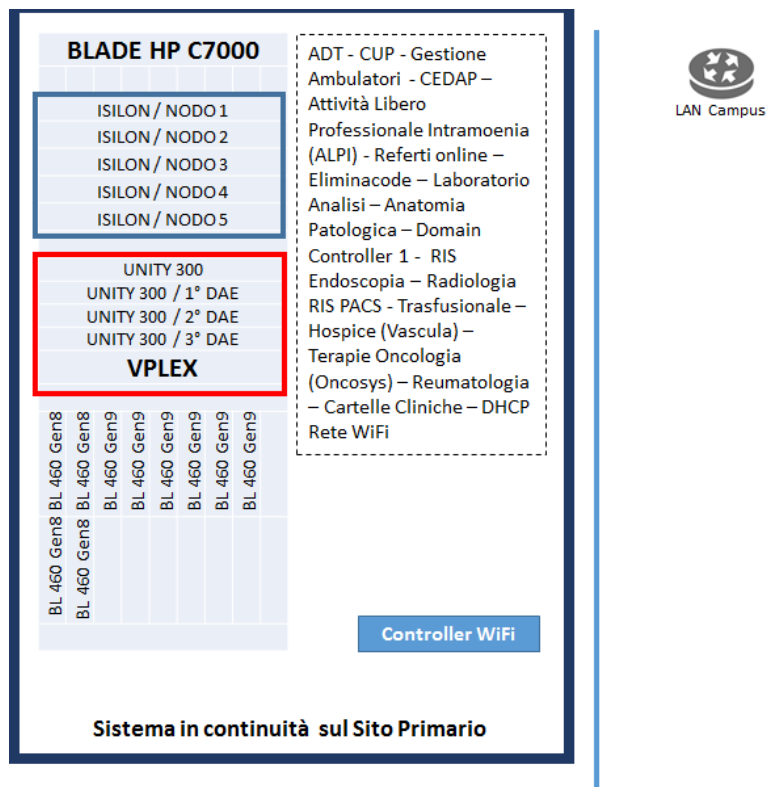 BLADE HP C7000
ISILON / NODO 1
ISILON / NODO 2
ISILON / NODO 3
ISILON / NODO 4
ISILON / NODO 5
UNITY 300
UNITY 300 / 1° DAE
UNITY 300 / 2° DAE
UNITY 300 / 3° DAE
VPLEX
BL 460 Gen8
BL 460 Gen8
BL 460 Gen9
BL 460 Gen9
BL 460 Gen9
BL 460 Gen9
BL 460 Gen9
BL 460 Gen9
BL 460 Gen8
BL 460 Gen8
ADT - CUP - Gestione
Ambulatori - CEDAP –
Attività Libero
Professionale Intramoenia
(ALPI) - Referti online –
Eliminacode – Laboratorio
Analisi – Anatomia
Patologica – Domain
Controller 1 - RIS
Endoscopia – Radiologia
RIS PACS - Trasfusionale –
Hospice (Vascula) –
Terapie Oncologia
(Oncosys) – Reumatologia
– Cartelle Cliniche – DHCP
Rete WiFi
Controller WiFi
Sistema in continuità sul Sito Primario
LAN Campus